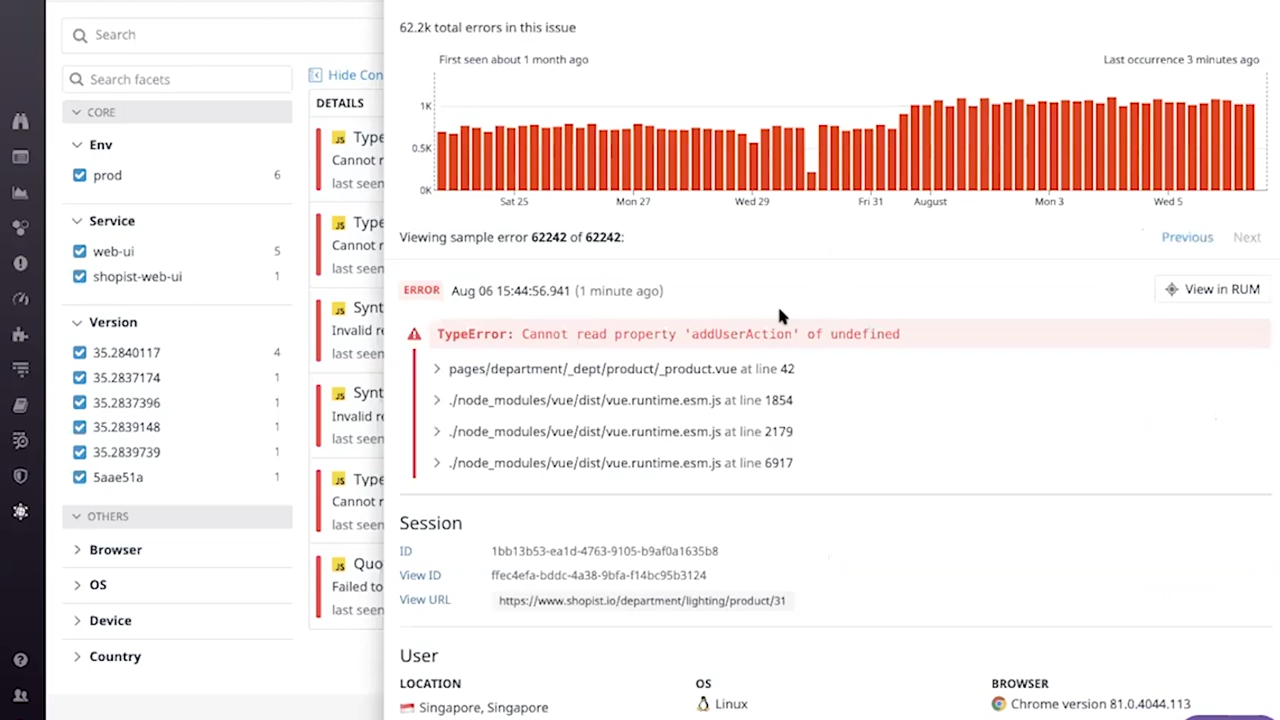 Search
Search facets
CORE
Env
prod 6
Service
web-ui 5
shopist-web-ui 1
Version
35.2840117 4
35.2837174 1
35.2837396 1
35.2839148 1
35.2839739 1
5aae51a 1
OTHERS
Browser
OS
Device
Country
Hide Con
DETAILS
JS Type
Cannot r
last seen
JS Type
Cannot r
last seen
JS Synt
Invalid re
last seen
JS Synt
Invalid re
last seen
JS Type
Cannot r
last seen
JS Quo
Failed to
last seen
62.2k total errors in this issue
First seen about 1 month ago Last occurrence 3 minutes ago
1K
0.5K
0K
Sat 25 Mon 27 Wed 29 Fri 31 August Mon 3 Wed 5
Viewing sample error 62242 of 62242: Previous Next
ERROR Aug 06 15:44:56.941 (1 minute ago) View in RUM
TypeError: Cannot read property 'addUserAction' of undefined
pages/department/_dept/product/_product.vue at line 42
./node_modules/vue/dist/vue.runtime.esm.js at line 1854
./node_modules/vue/dist/vue.runtime.esm.js at line 2179
./node_modules/vue/dist/vue.runtime.esm.js at line 6917
Session
ID 1bb13b53-ea1d-4763-9105-b9af0a1635b8
View ID ffec4efa-bddc-4a38-9bfa-f14bc95b3124
View URL https://www.shopist.io/department/lighting/product/31
User
LOCATION OS BROWSER
Singapore, Singapore Linux Chrome version 81.0.4044.113